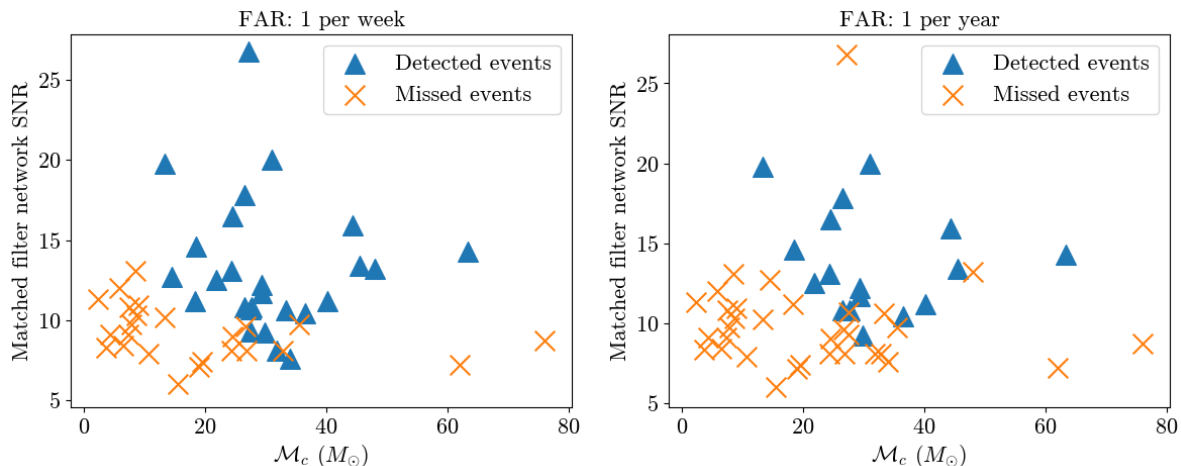 FAR: 1 per week
Matched filter network SNR
25
20
15
10
5
Detected events
Missed events
0 20 40 60 80
ℳc (M⊙)
FAR: 1 per year
Matched filter network SNR
25
20
15
10
5
Detected events
Missed events
0 20 40 60 80
ℳc (M⊙)